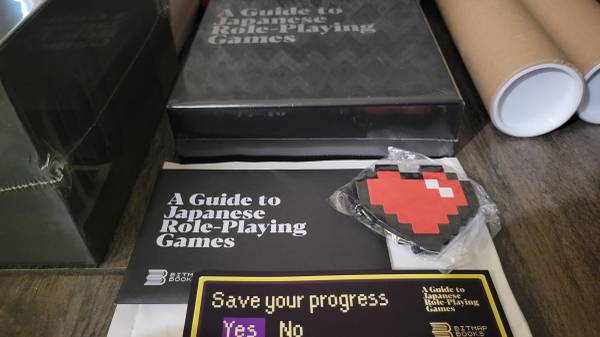 A Guide to
Japanese
Role-Playing
Games
A Guide to
Japanese
Role-Playing
Games
BITMAP
BOOKS
Save your progress
Yes No
A Guide to
Japanese
Role-Playing
Games
BITMAP
BOOKS